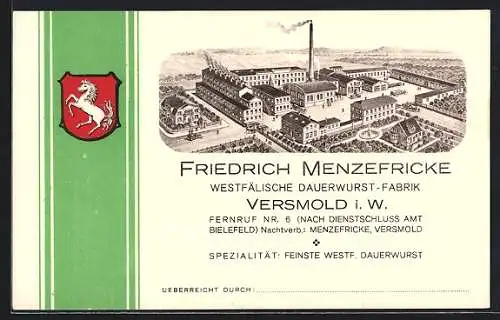 FRIEDRICH MENZEFRICKE
WESTFÄLISCHE DAUERWURST-FABRIK
VERSMOLD i. W.
FERNRUF NR. 6 (NACH DIENSTSCHLUSS AMT
BIELEFELD) Nachtverb.: MENZEFRICKE, VERSMOLD
SPEZIALITÄT: FEINSTE WESTF. DAUERWURST
UEBERREICHT DURCH: